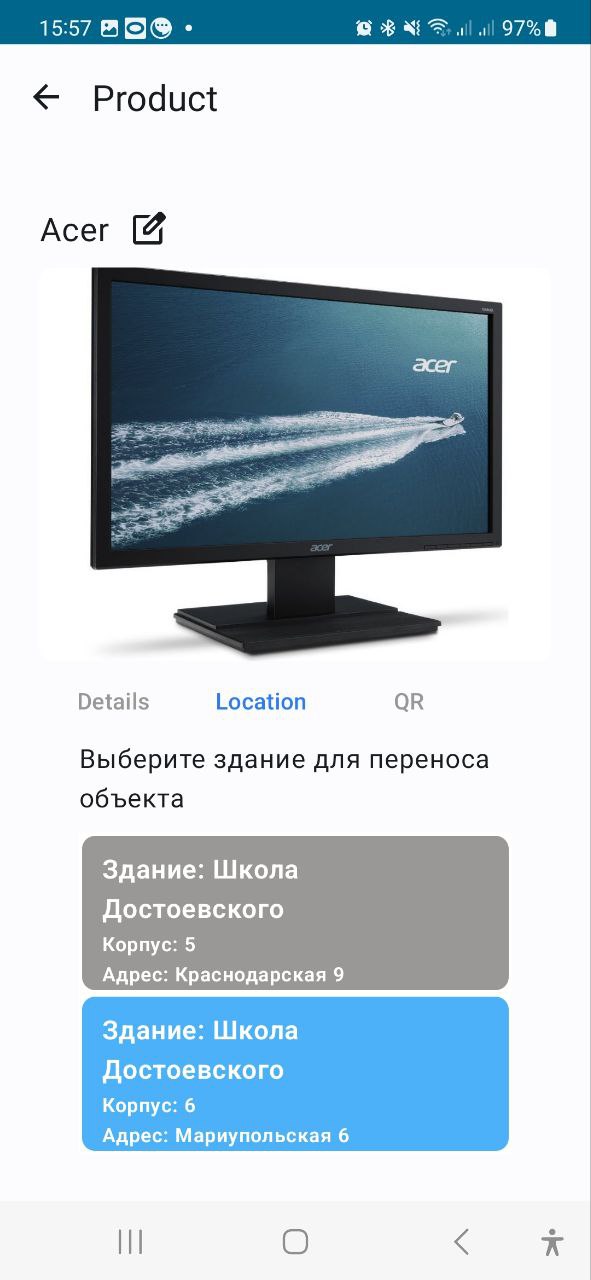 15:57 97%
Product
Acer
acer
acer
Details Location QR
Выберите здание для переноса
объекта
Здание: Школа
Достоевского
Корпус: 5
Адрес: Краснодарская 9
Здание: Школа
Достоевского
Корпус: 6
Адрес: Мариупольская 6